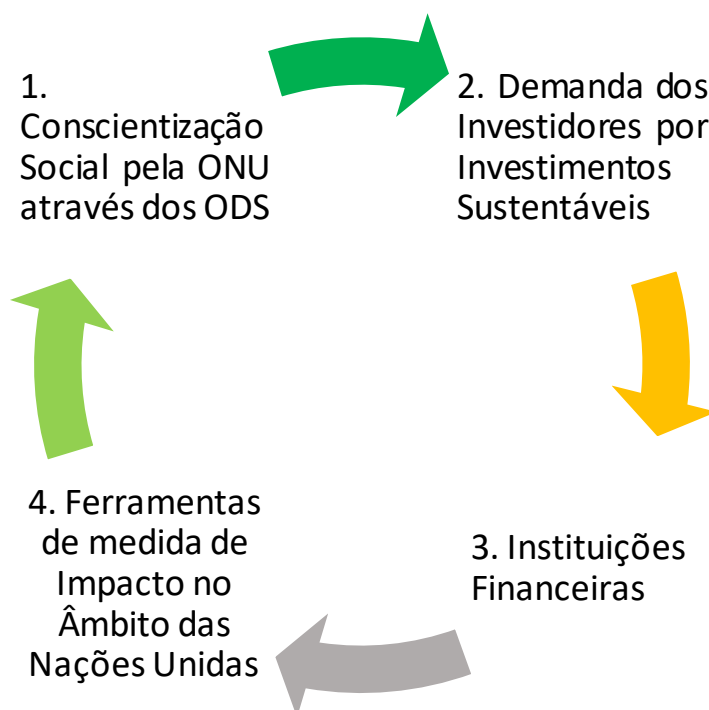 1.
Conscientização
Social pela ONU
através dos ODS
2. Demanda dos
Investidores por
Investimentos
Sustentáveis
3. Instituições
Financeiras
4. Ferramentas
de medida de
Impacto no
Âmbito das
Nações Unidas